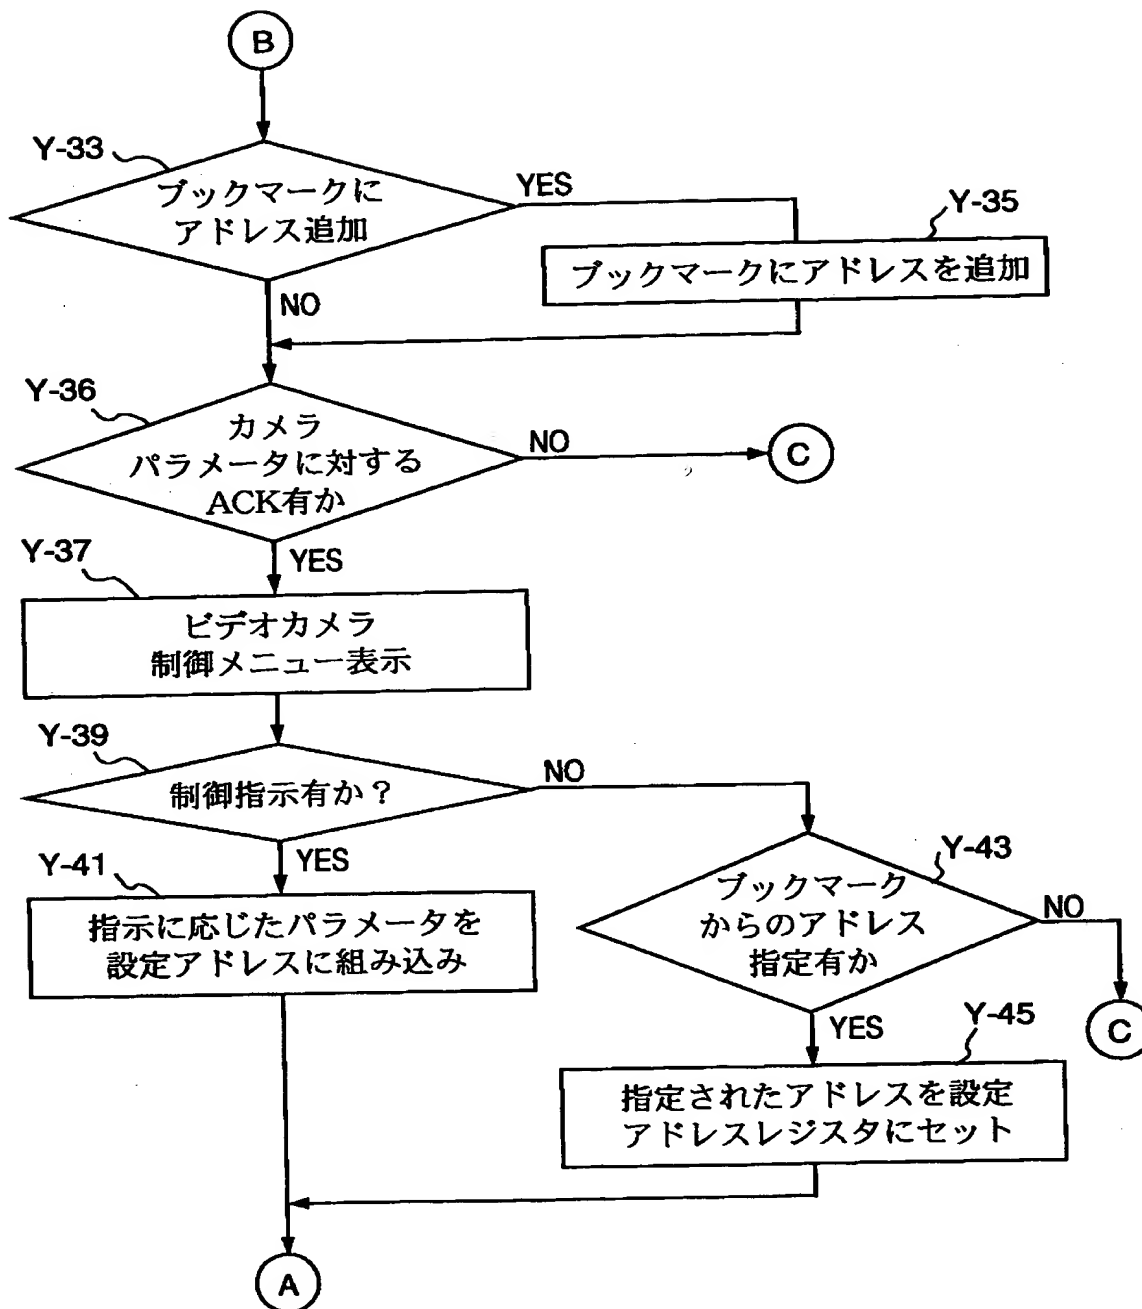 B
Y-33
ブックマークに
アドレス追加
YES
Y-35
ブックマークにアドレスを追加
NO
Y-36
カメラ
パラメータに対する
ACK有か
NO
C
Y-37
YES
ビデオカメラ
制御メニュー表示
Y-39
制御指示有か？
NO
Y-41
YES
指示に応じたパラメータを
設定アドレスに組み込み
Y-43
ブックマーク
からのアドレス
指定有か
NO
C
YES
Y-45
指定されたアドレスを設定
アドレスレジスタにセット
A